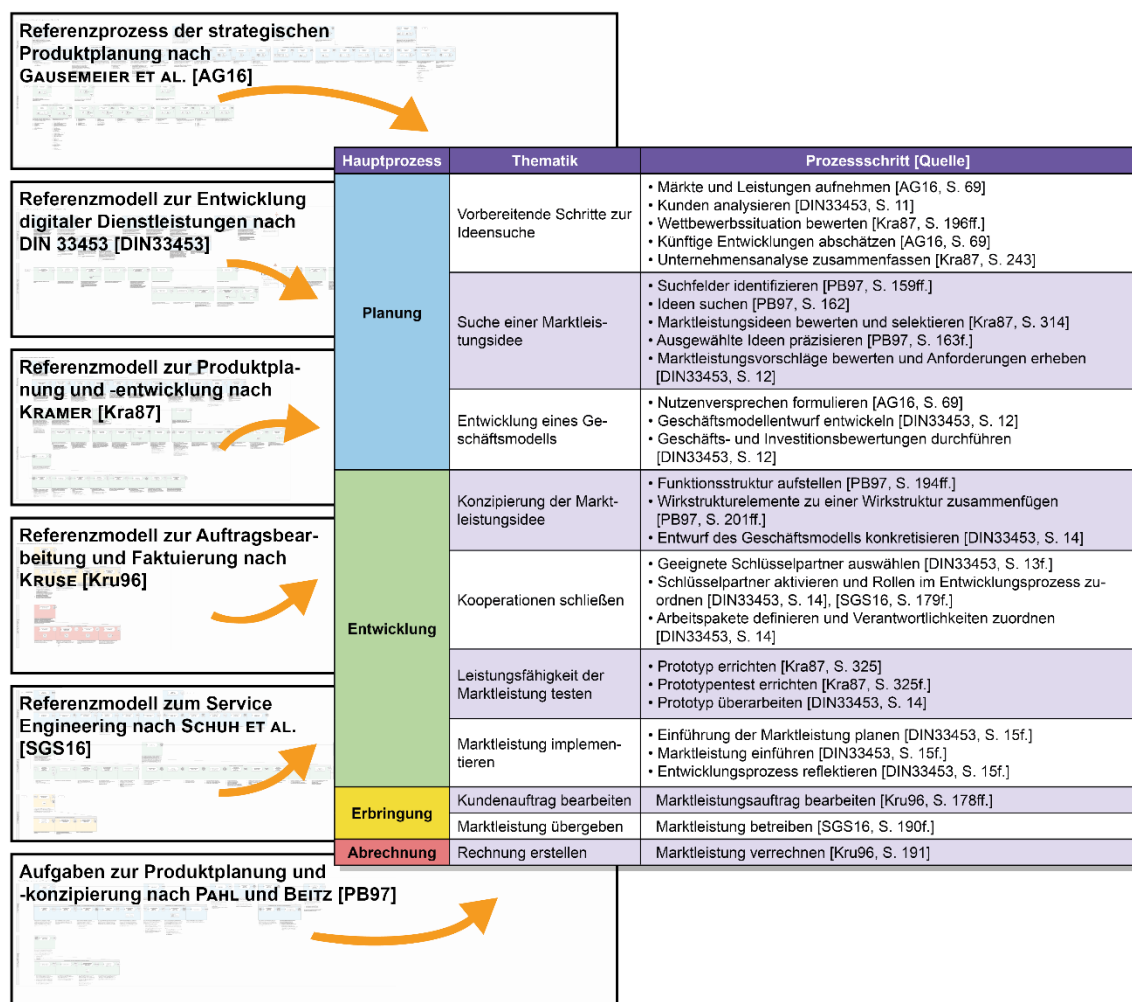 Referenzprozess der strategischen
Produktplanung nach
GAUSEMEIER ET AL. [AG16]
Referenzmodell zur Entwicklung
digitaler Dienstleistungen nach
DIN 33453 [DIN33453]
Referenzmodell zur Produktpla-
nung und -entwicklung nach
KRAMER [Kra87]
Referenzmodell zur Auftragsbear-
beitung und Faktuierung nach
KRUSE [Kru96]
Referenzmodell zum Service
Engineering nach SCHUH ET AL.
[SGS16]
Aufgaben zur Produktplanung und
-konzipierung nach PAHL und BEITZ [PB97]
Hauptprozess Thematik Prozessschritt [Quelle]
Planung
Vorbereitende Schritte zur
Ideensuche
• Märkte und Leistungen aufnehmen [AG16, S. 69]
• Kunden analysieren [DIN33453, S. 11]
• Wettbewerbssituation bewerten [Kra87, S. 196ff.]
• Künftige Entwicklungen abschätzen [AG16, S. 69]
• Unternehmensanalyse zusammenfassen [Kra87, S. 243]
Suche einer Marktleis-
tungsidee
• Suchfelder identifizieren [PB97, S. 159ff.]
• Ideen suchen [PB97, S. 162]
• Marktleistungsideen bewerten und selektieren [Kra87, S. 314]
• Ausgewählte Ideen präzisieren [PB97, S. 163f.]
• Marktleistungsvorschläge bewerten und Anforderungen erheben
[DIN33453, S. 12]
Entwicklung eines Ge-
schäftsmodells
• Nutzenversprechen formulieren [AG16, S. 69]
• Geschäftsmodellentwurf entwickeln [DIN33453, S. 12]
• Geschäfts- und Investitionsbewertungen durchführen
[DIN33453, S. 12]
Entwicklung
Konzipierung der Markt-
leistungsidee
• Funktionsstruktur aufstellen [PB97, S. 194ff.]
• Wirkstrukturelemente zu einer Wirkstruktur zusammenfügen
[PB97, S. 201ff.]
• Entwurf des Geschäftsmodells konkretisieren [DIN33453, S. 14]
Kooperationen schließen
• Geeignete Schlüsselpartner auswählen [DIN33453, S. 13f.]
• Schlüsselpartner aktivieren und Rollen im Entwicklungsprozess zu-
ordnen [DIN33453, S. 14], [SGS16, S. 179f.]
• Arbeitspakete definieren und Verantwortlichkeiten zuordnen
[DIN33453, S. 14]
Leistungsfähigkeit der
Marktleistung testen
• Prototyp errichten [Kra87, S. 325]
• Prototypentest errichten [Kra87, S. 325f.]
• Prototyp überarbeiten [DIN33453, S. 14]
Marktleistung implemen-
tieren
• Einführung der Marktleistung planen [DIN33453, S. 15f.]
• Marktleistung einführen [DIN33453, S. 15f.]
• Entwicklungsprozess reflektieren [DIN33453, S. 15f.]
Erbringung
Kundenauftrag bearbeiten Marktleistungsauftrag bearbeiten [Kru96, S. 178ff.]
Marktleistung übergeben Marktleistung betreiben [SGS16, S. 190f.]
Abrechnung Rechnung erstellen Marktleistung verrechnen [Kru96, S. 191]